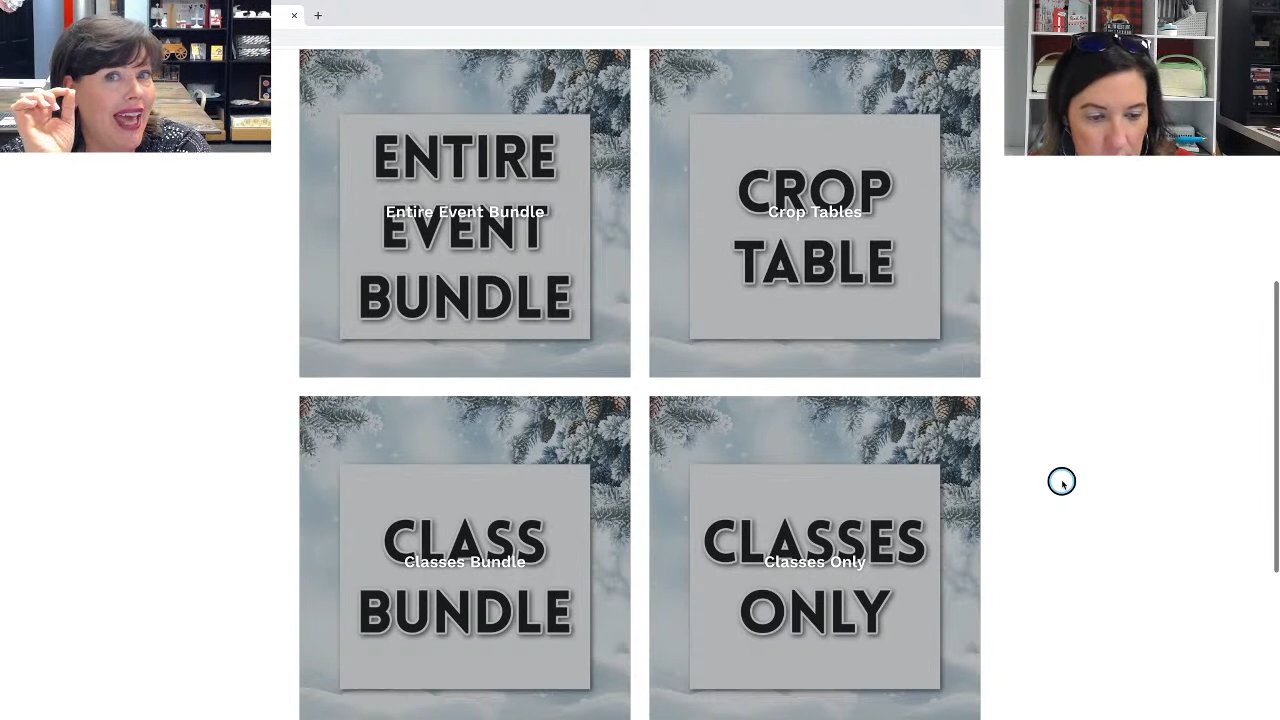 ENTIRE
EVENT
BUNDLE
Entire Event Bundle
CROP
TABLE
Crop Tables
CLASS
BUNDLE
Classes Bundle
CLASSES
ONLY
Classes Only